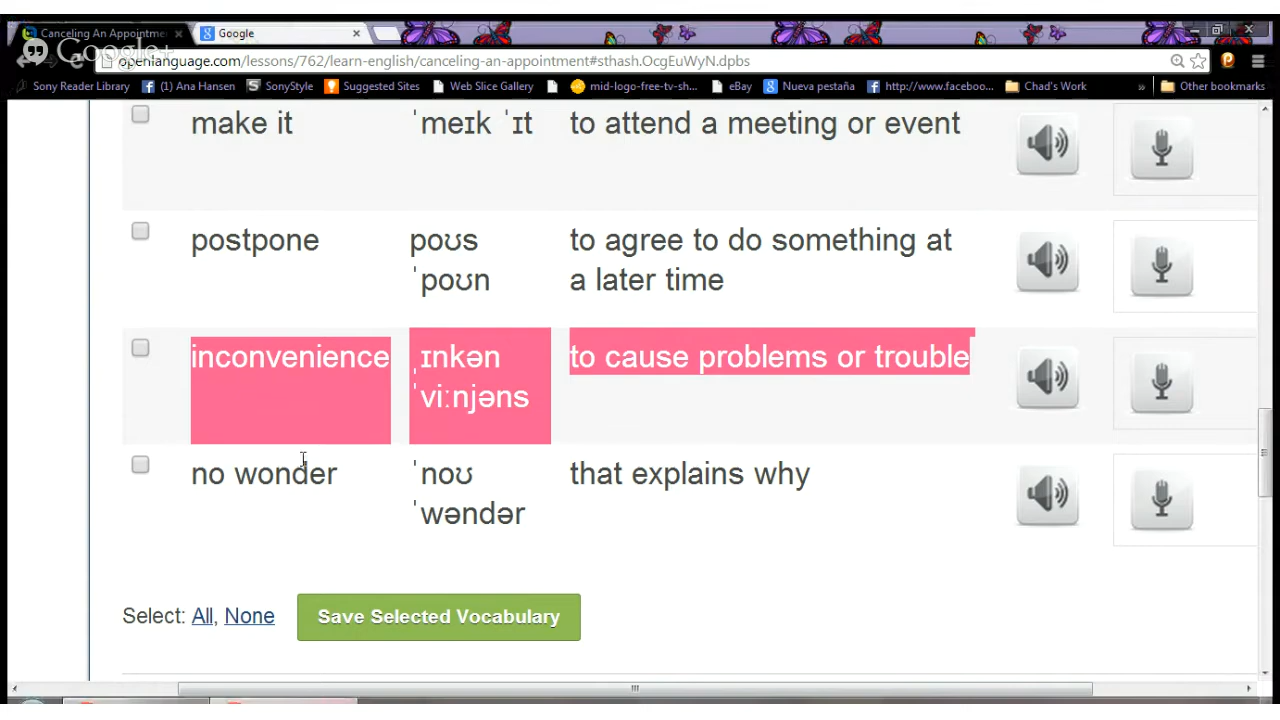 Canceling An Appointme
Google
Google+
openlanguage.com/lessons/762/learn-english/canceling-an-appointment#sthash.OcgEuWyN.dpbs
Sony Reader Library (1) Ana Hansen SonyStyle Suggested Sites Web Slice Gallery mid-logo-free-tv-sh... eBay Nueva pestaña http://www.faceboo... Chad's Work » Other bookmarks
make it ˈmeɪk ˈɪt to attend a meeting or event
postpone poʊs to agree to do something at
ˈpoʊn a later time
inconvenience ˌɪnkən to cause problems or trouble
ˈviːnjəns
no wonder ˈnoʊ that explains why
ˈwəndər
Select: All, None Save Selected Vocabulary